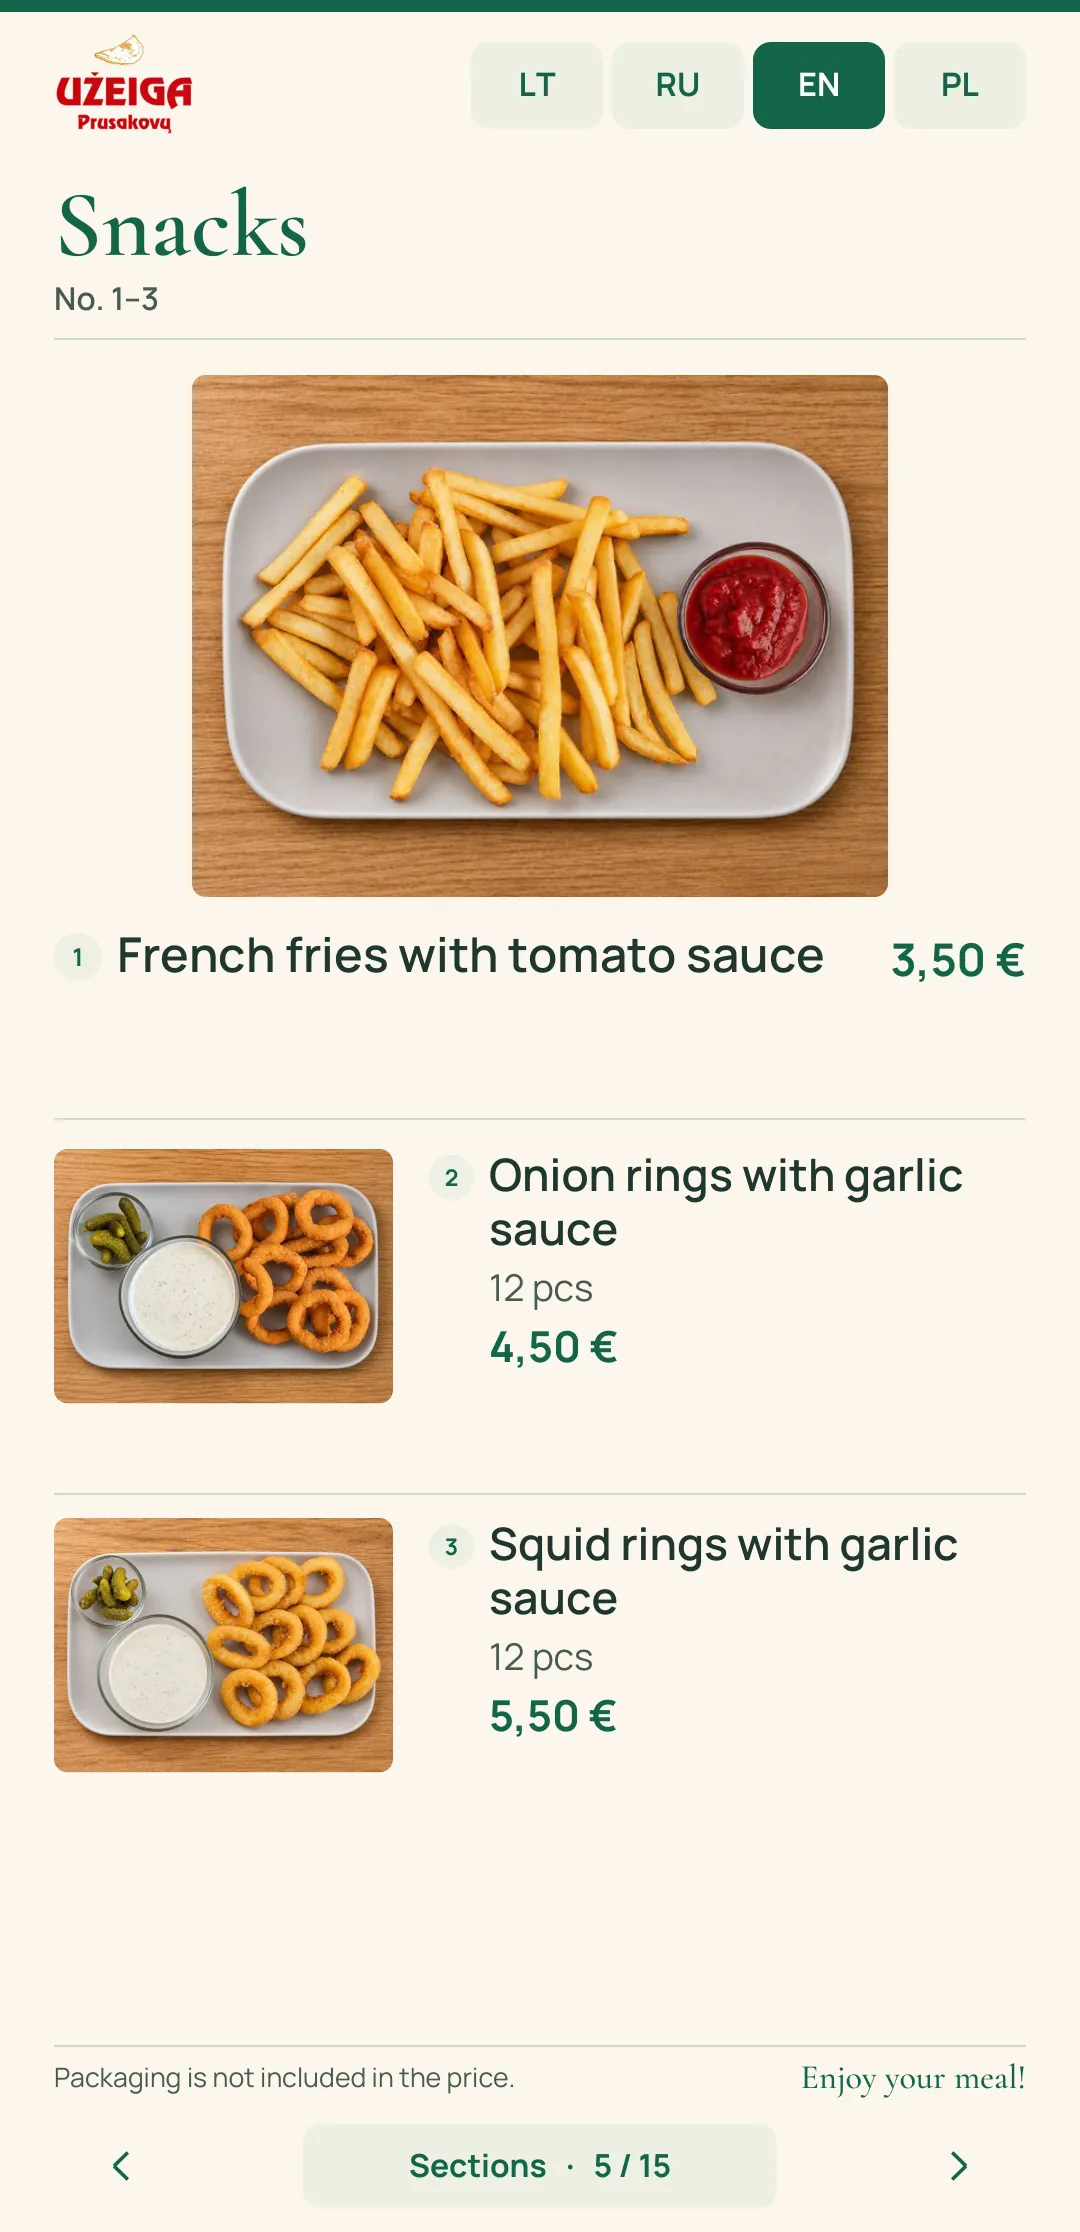 UŽEIGA
Prusakovų
LT
RU
EN
PL
Snacks
No. 1–3
1
French fries with tomato sauce
3,50 €
2
Onion rings with garlic
sauce
12 pcs
4,50 €
3
Squid rings with garlic
sauce
12 pcs
5,50 €
Packaging is not included in the price.
Enjoy your meal!
Sections · 5 / 15